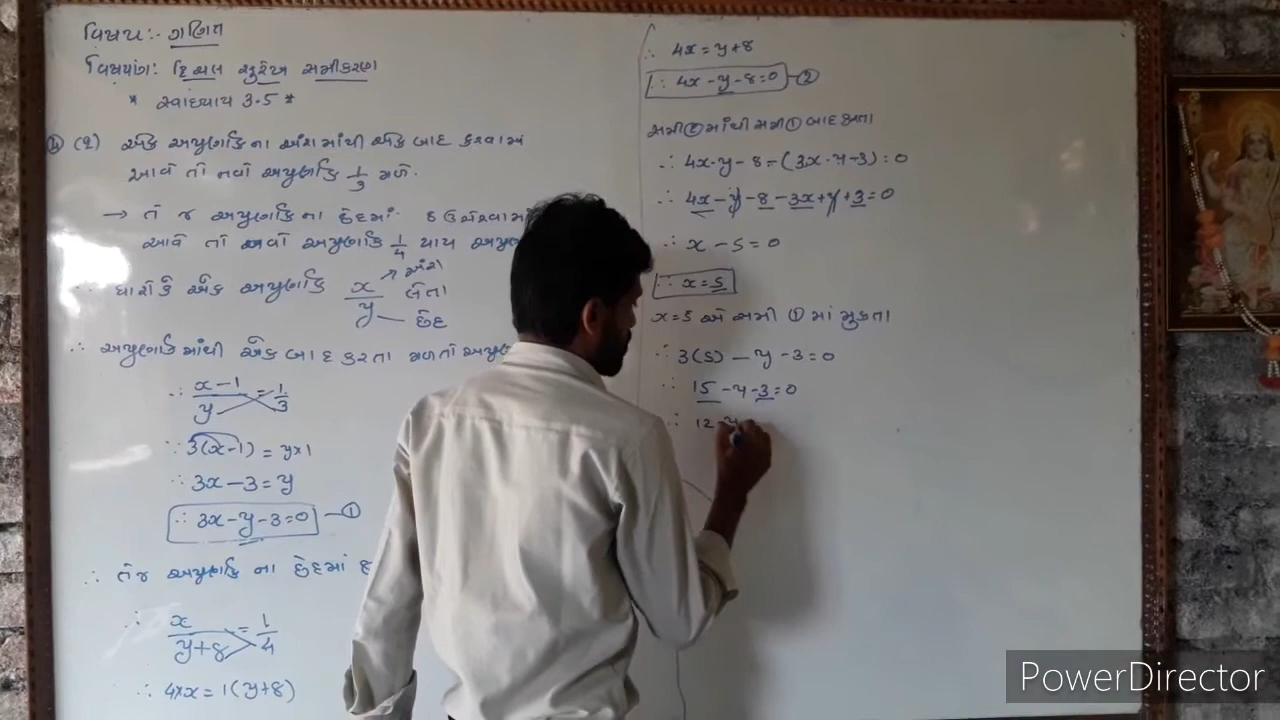 વિષય:- ગણિત
વિષયાંગ: દ્વિચલ સુરેખ સમીકરણ
* સ્વાધ્યાય 3.5 *
(૨) એક અપૂર્ણાંકના અંશમાંથી એક બાદ કરવામાં
આવે તો નવો અપૂર્ણાંક 1/3 મળે.
→ તે જ અપૂર્ણાંકના છેદમાં 8 ઉમેરવામાં
આવે તો નવો અપૂર્ણાંક 1/4 થાય
∴ ધારોકે એક અપૂર્ણાંક x/y લેતા
→ અંશ
— છેદ
∴ અપૂર્ણાંકમાંથી એક બાદ કરતા મળતો
∴ x-1/y = 1/3
∴ 3(x-1) = y×1
∴ 3x-3=y
∴ 3x-y-3=0 —①
∴ તેજ અપૂર્ણાંક ના છેદમાં
∴ x/y+8 = 1/4
∴ 4×x = 1(y+8)
∴ 4x=y+8
∴ 4x-y-8=0 —②
સમી②માંથી સમી① બાદ કરતા
∴ 4x-y-8-(3x-y-3)=0
∴ 4x-y-8-3x+y+3=0
∴ x-5=0
∴ x=5
x=5 એ સમી ① માં મુકતા
∴ 3(5)-y-3=0
∴ 15-y-3=0
∴ 12-y
PowerDirector